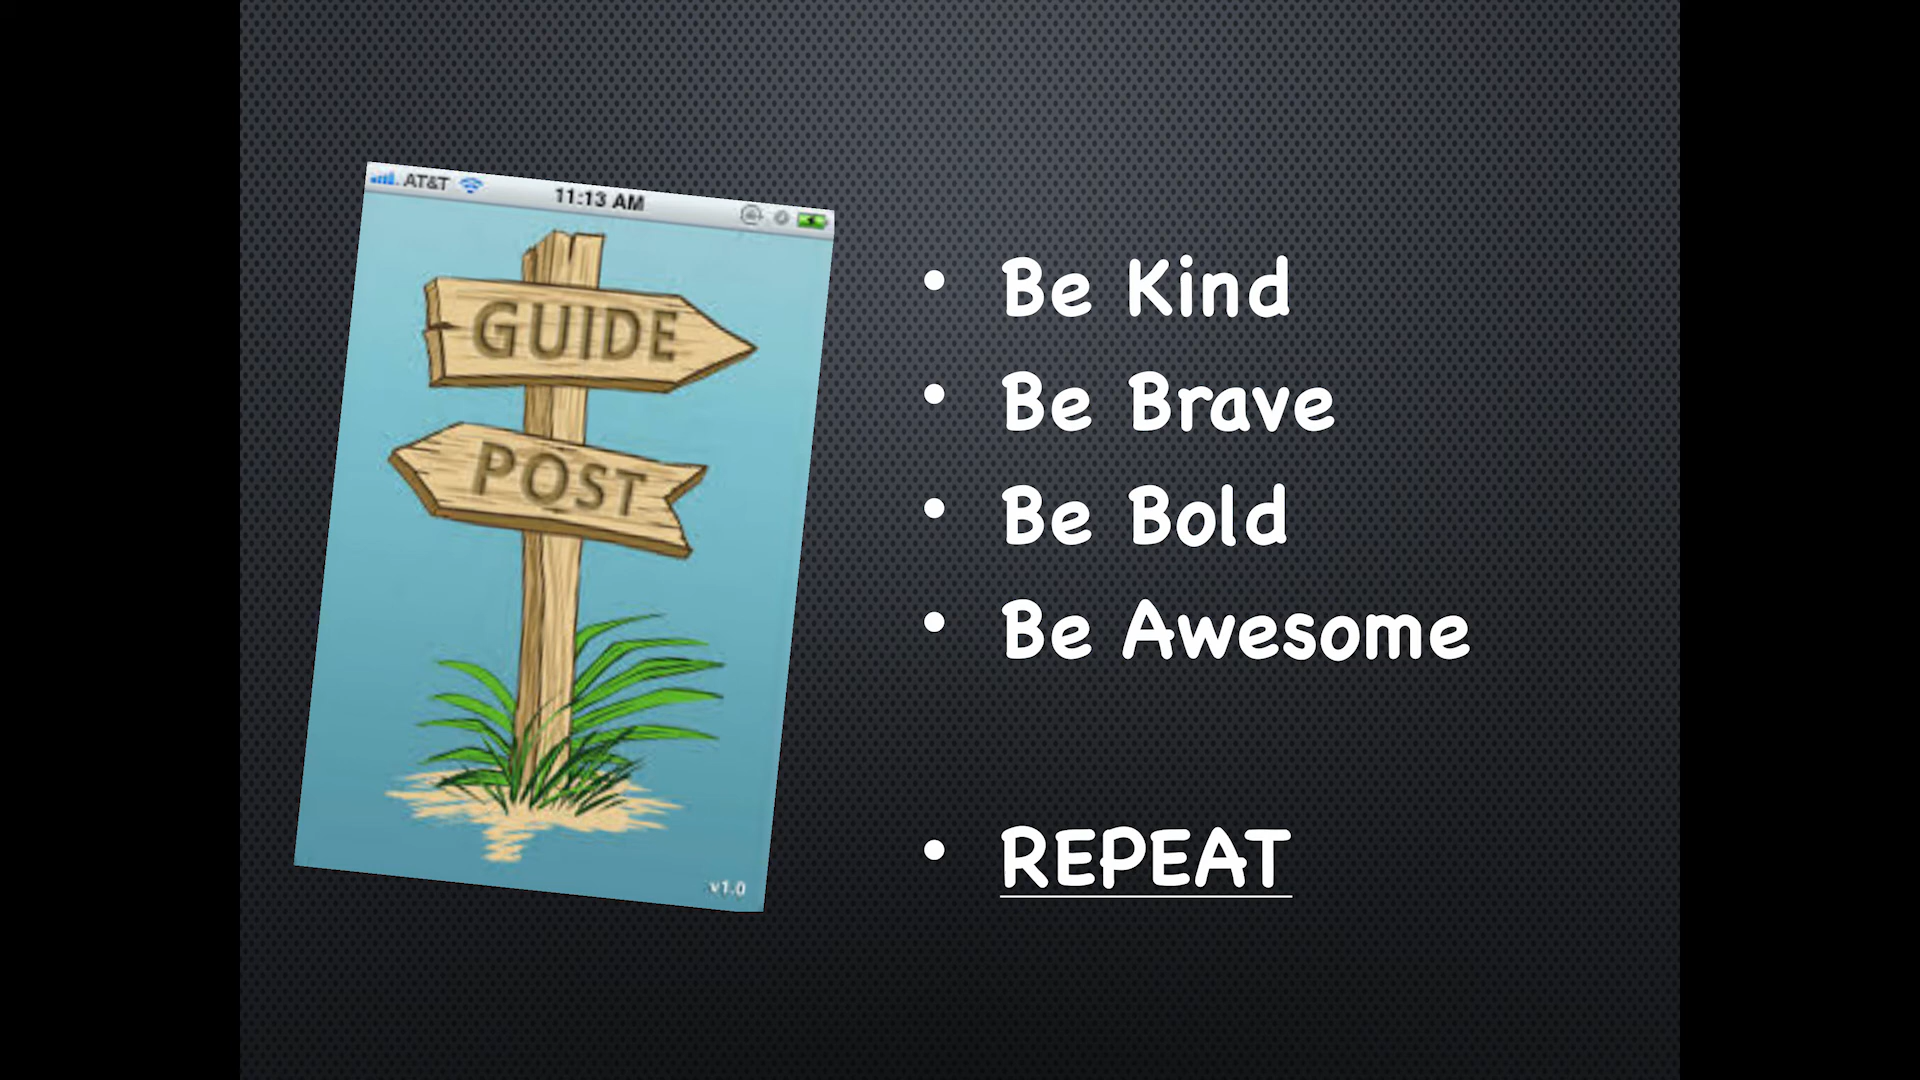 AT&T 11:13 AM
GUIDE
POST
v1.0
• Be Kind
• Be Brave
• Be Bold
• Be Awesome
• REPEAT